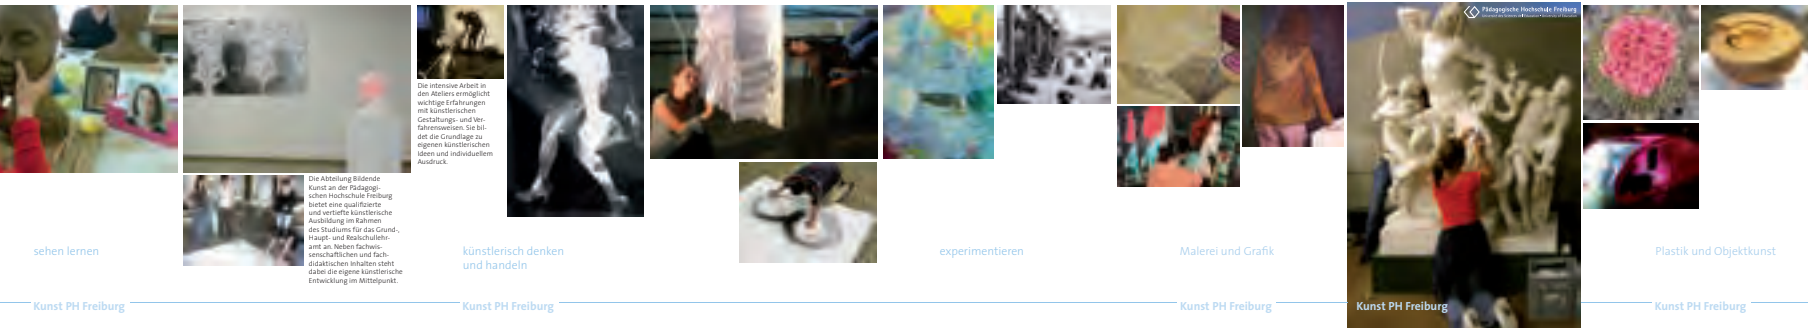 Die intensive Arbeit in
den Ateliers ermöglicht
wichtige Erfahrungen
mit künstlerischen
Gestaltungs- und Ver-
fahrensweisen. Sie bil-
det die Grundlage zu
eigenen künstlerischen
Ideen und individuellem
Ausdruck.
Die Abteilung Bildende
Kunst an der Pädagogi-
schen Hochschule Freiburg
bietet eine qualifizierte
und vertiefte künstlerische
Ausbildung im Rahmen
des Studiums für das Grund-,
Haupt- und Realschullehr-
amt an. Neben fachwis-
senschaftlichen und fach-
didaktischen Inhalten steht
dabei die eigene künstlerische
Entwicklung im Mittelpunkt.
sehen lernen
künstlerisch denken
und handeln
experimentieren
Malerei und Grafik
Plastik und Objektkunst
Pädagogische Hochschule Freiburg
Kunst PH Freiburg
Kunst PH Freiburg
Kunst PH Freiburg
Kunst PH Freiburg
Kunst PH Freiburg